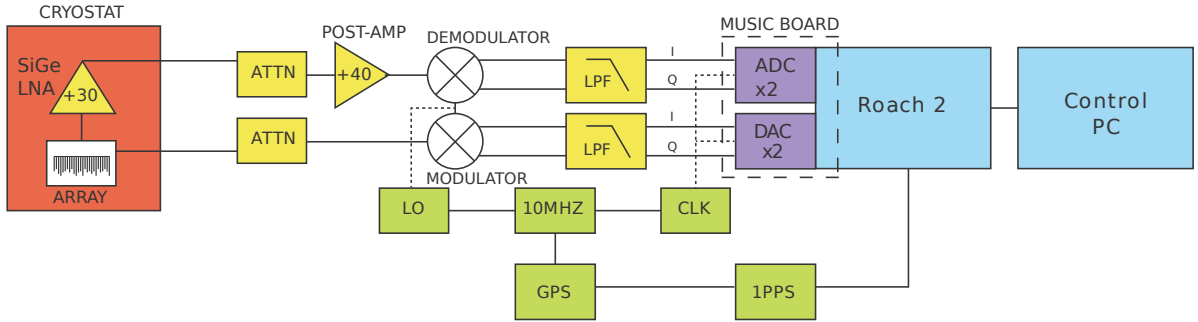 CRYOSTAT
SiGe
LNA
+30
ARRAY
ATTN
POST-AMP
+40
DEMODULATOR
LPF
I
Q
MUSIC BOARD
ADC
x2
Roach 2
Control
PC
ATTN
MODULATOR
LPF
I
Q
DAC
x2
LO
10MHZ
CLK
GPS
1PPS